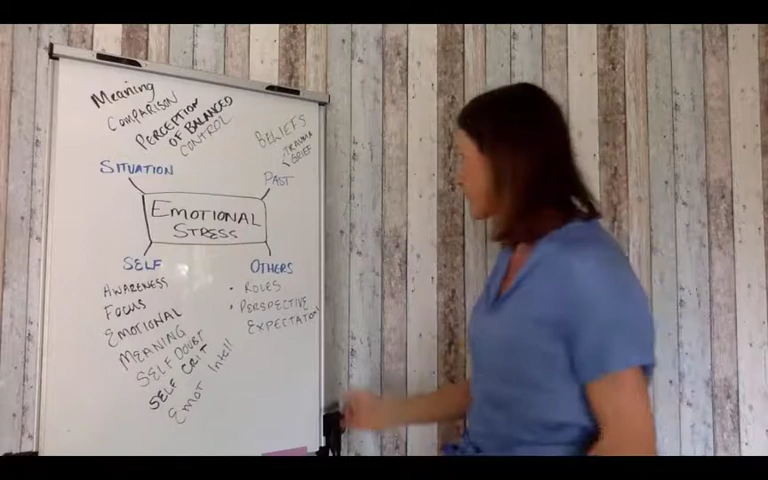 Meaning
COMPARISON
PERCEPTION
OF BALANCED
CONTROL
BELIEFS
TRAUMA
GRIEF
SITUATION
PAST
EMOTIONAL
STRESS
SELF
AWARENESS
FOCUS
EMOTIONAL
MEANING
SELF DOUBT
SELF CRIT
EMOT Intell
OTHERS
• ROLES
• PERSPECTIVE
EXPECTATION